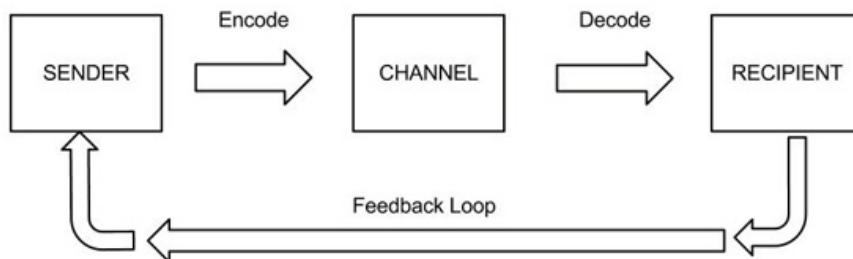 Encode
Decode
SENDER
CHANNEL
RECIPIENT
Feedback Loop